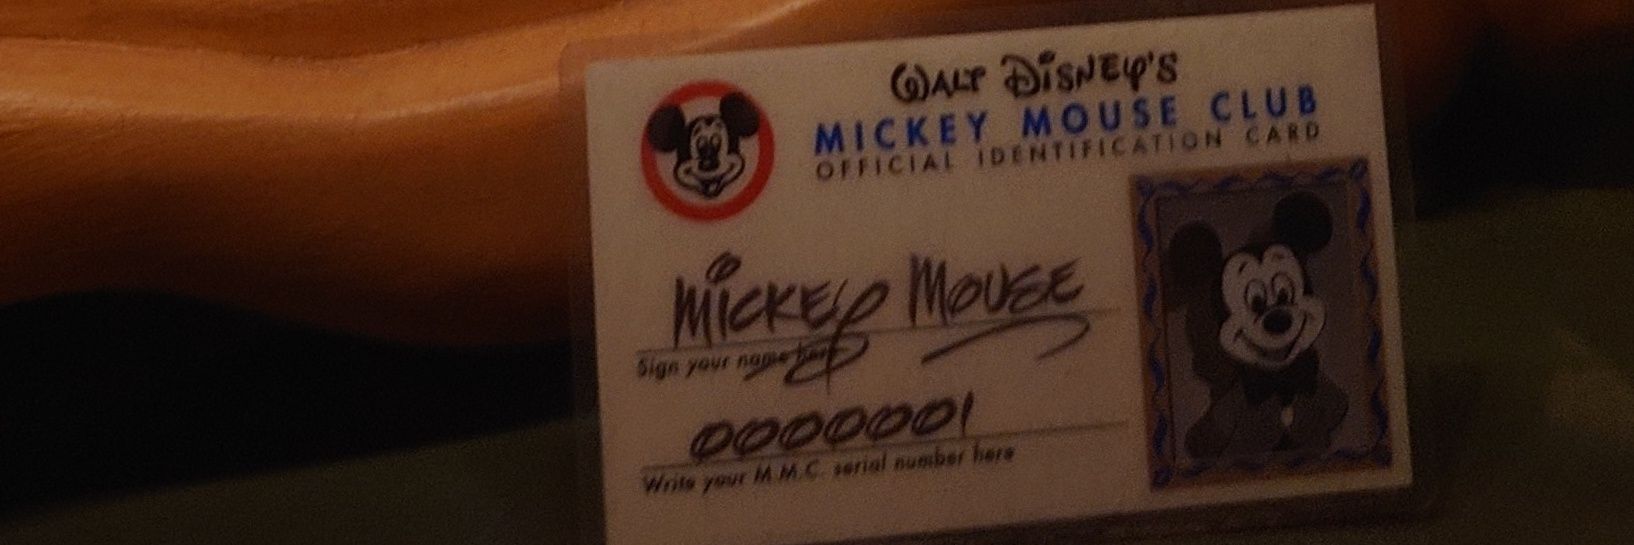 WALT DISNEY'S
MICKEY MOUSE CLUB
OFFICIAL IDENTIFICATION CARD
Mickey Mouse
Sign your name here
0000001
Write your M.M.C. serial number here